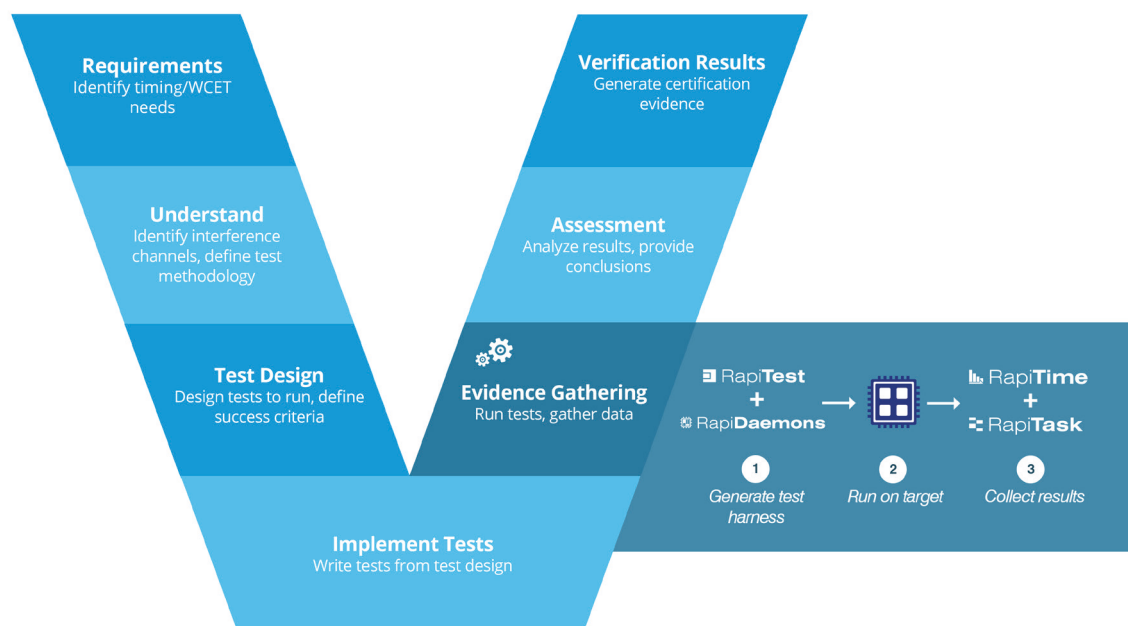 Requirements
Identify timing/WCET
needs
Understand
Identify interference
channels, define test
methodology
Test Design
Design tests to run, define
success criteria
Implement Tests
Write tests from test design
Evidence Gathering
Run tests, gather data
Assessment
Analyze results, provide
conclusions
Verification Results
Generate certification
evidence
RapiTest
+
RapiDaemons
1
Generate test
harness
2
Run on target
RapiTime
+
RapiTask
3
Collect results